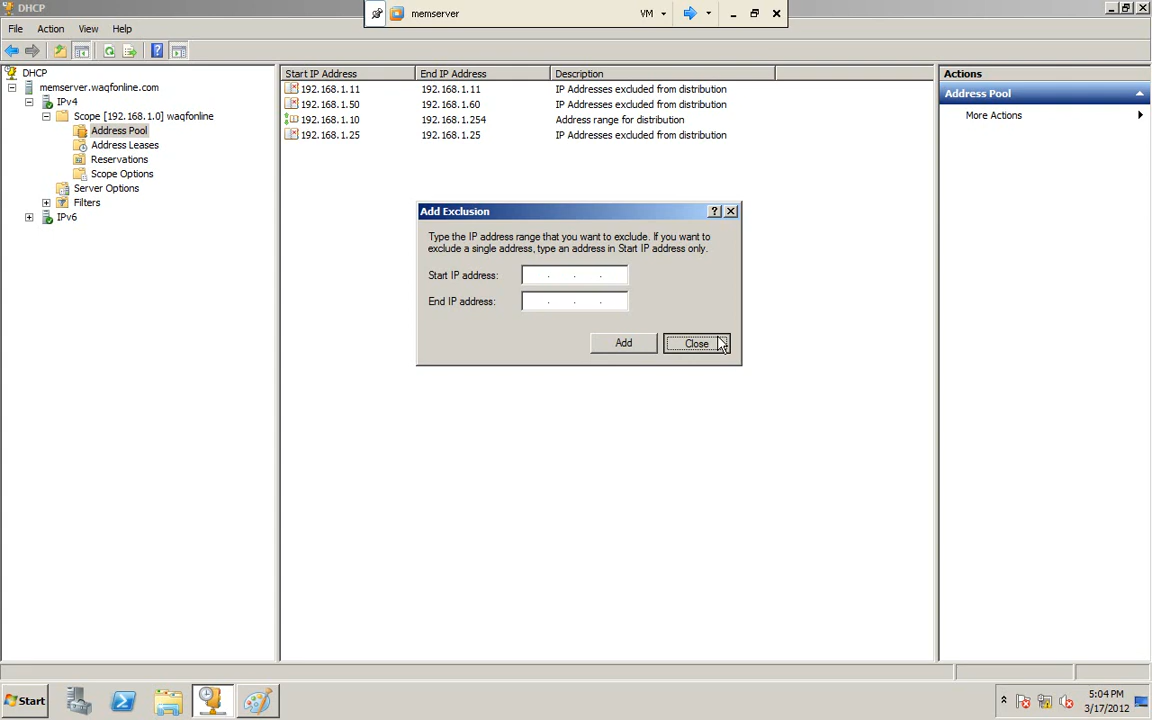 DHCP
memserver
VM
File Action View Help
DHCP
memserver.waqfonline.com
IPv4
Scope [192.168.1.0] waqfonline
Address Pool
Address Leases
Reservations
Scope Options
Server Options
Filters
IPv6
Start IP Address End IP Address Description
192.168.1.11 192.168.1.11 IP Addresses excluded from distribution
192.168.1.50 192.168.1.60 IP Addresses excluded from distribution
192.168.1.10 192.168.1.254 Address range for distribution
192.168.1.25 192.168.1.25 IP Addresses excluded from distribution
Add Exclusion
Type the IP address range that you want to exclude. If you want to
exclude a single address, type an address in Start IP address only.
Start IP address: . . .
End IP address: . . .
Add Close
Actions
Address Pool
More Actions
Start
5:04 PM
3/17/2012